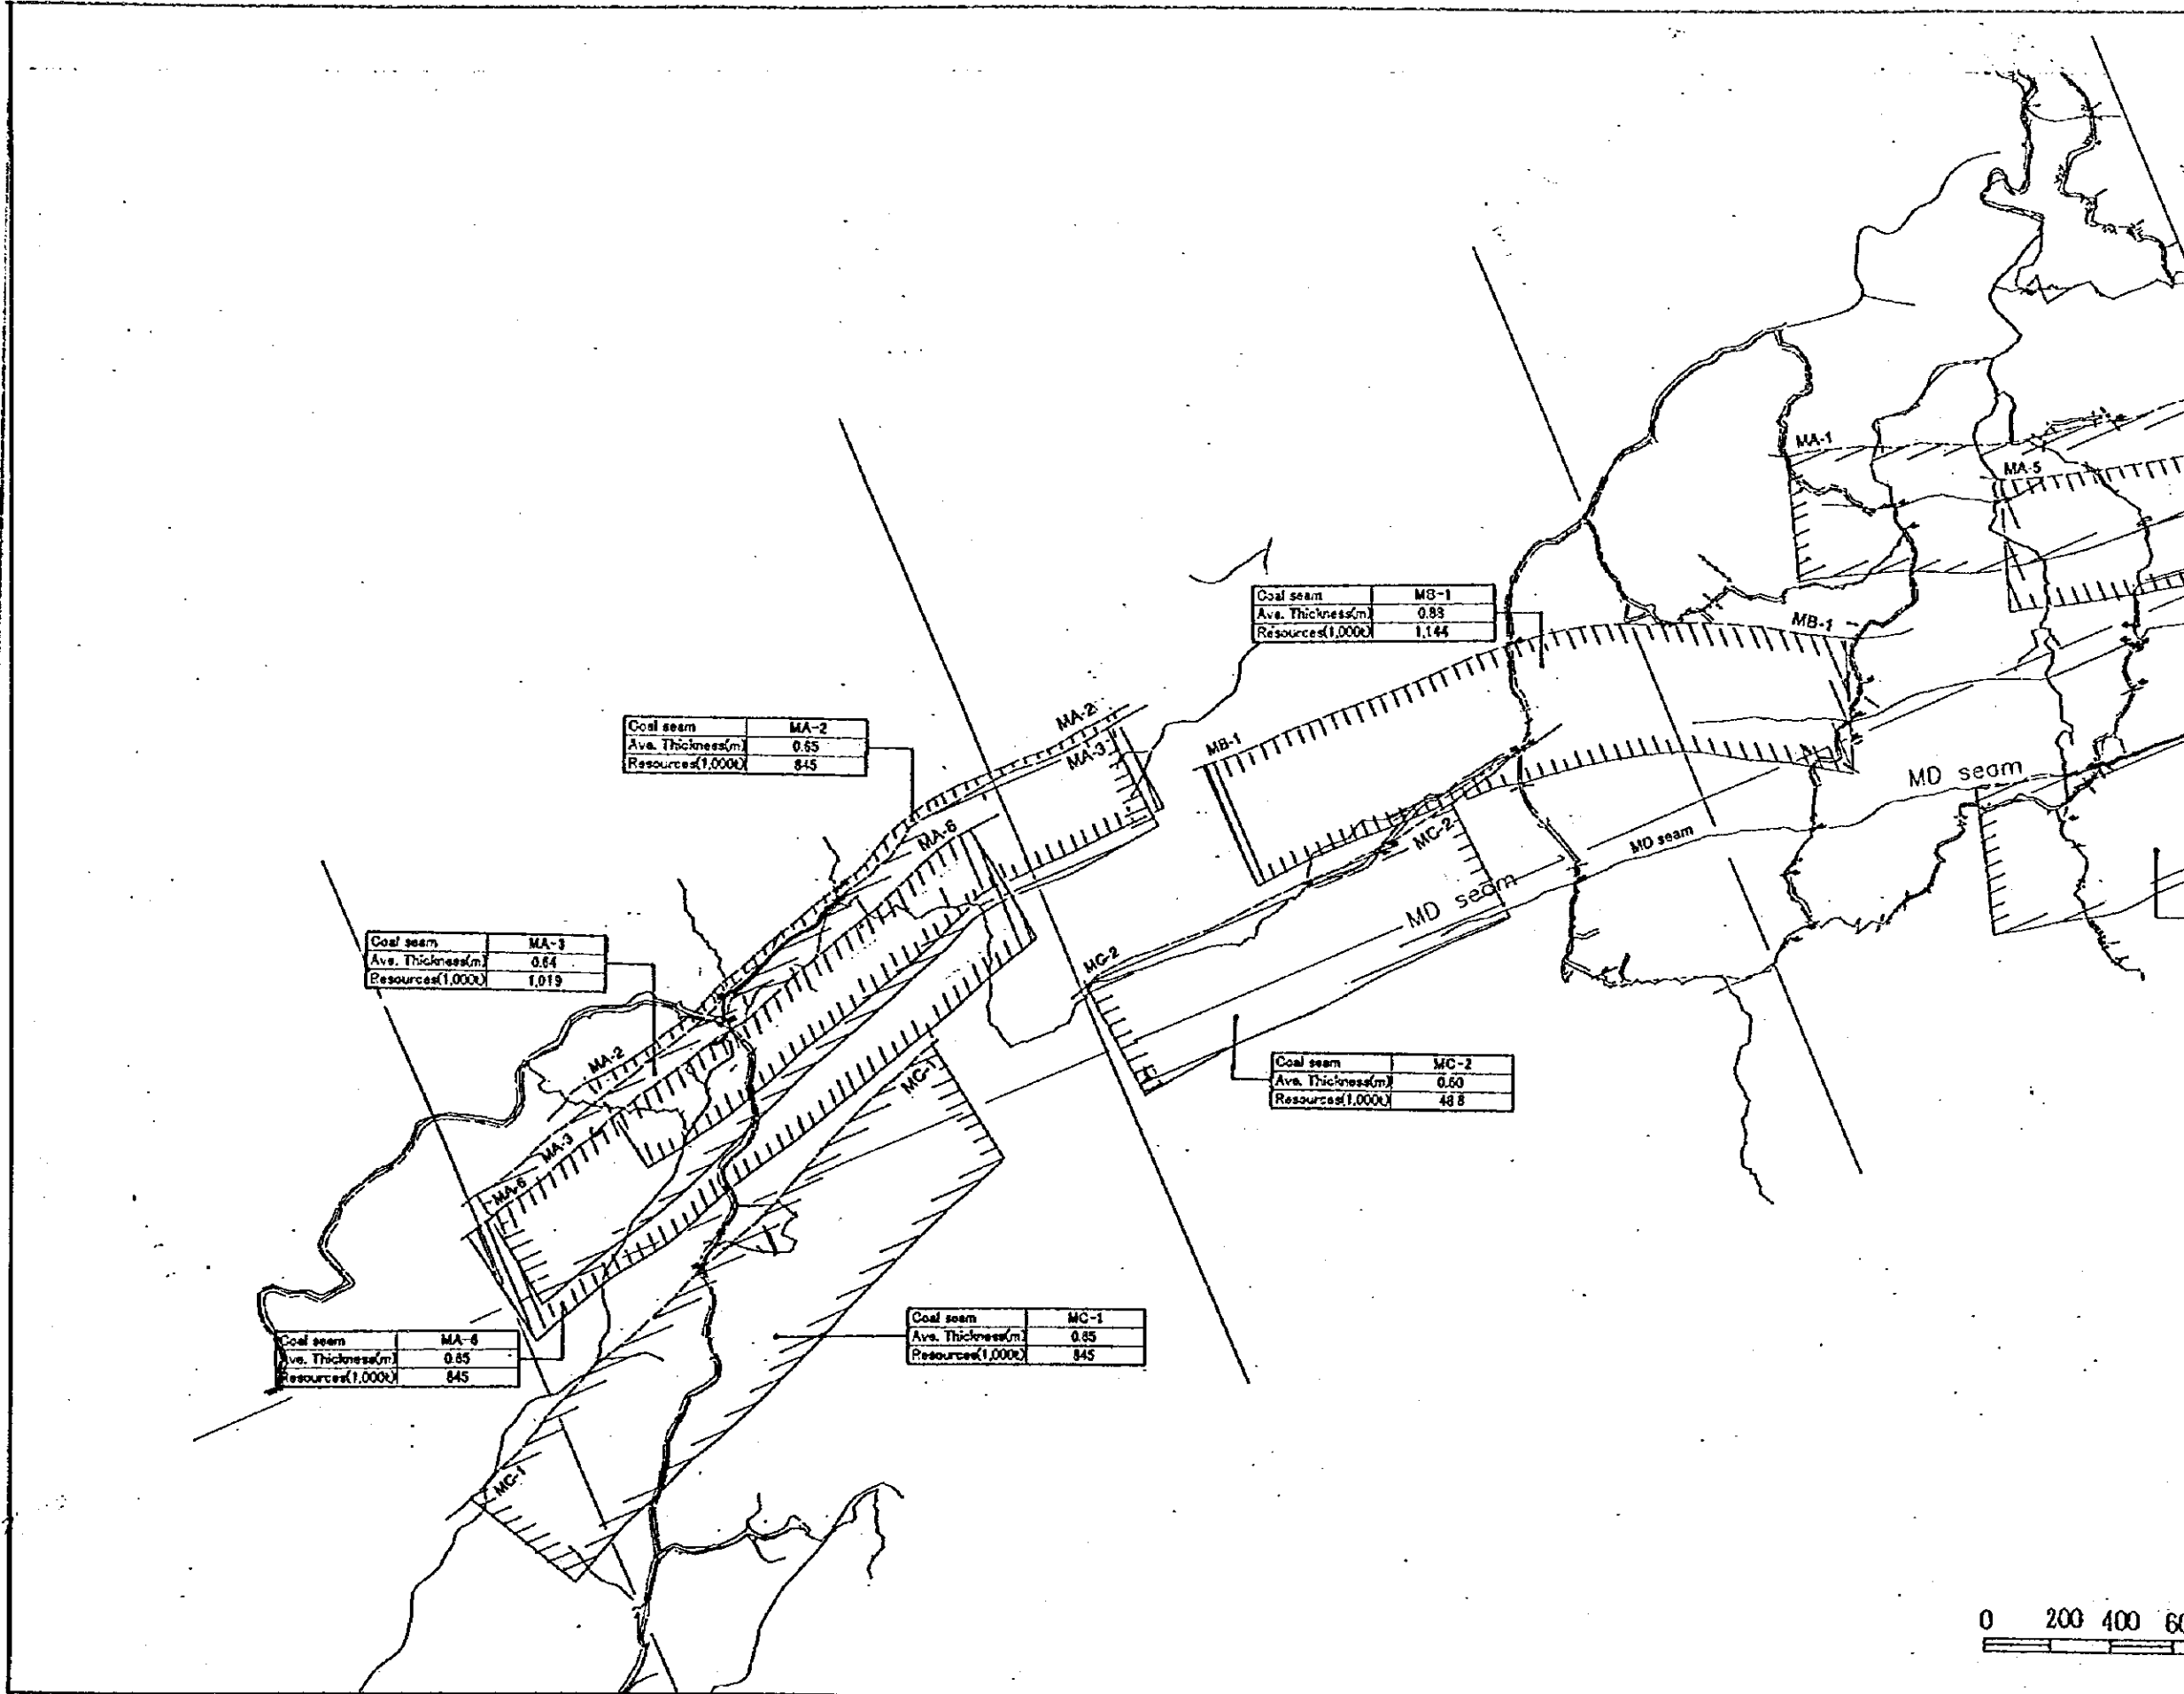 MA-1
MA-5
Coal seam MB-1
Ave. Thickness(m) 0.88
Resources(1,000t) 1,144
MB-1
MA-2
MB-1
MA-3
Coal seam MA-2
Ave. Thickness(m) 0.65
Resources(1,000t) 845
MD seam
MA-6
MC-2
MD seam
MD seam
Coal seam MA-3
Ave. Thickness(m) 0.64
Resources(1,000t) 1,019
MC-2
MA-2
MC-1
Coal seam MC-2
Ave. Thickness(m) 0.60
Resources(1,000t)
MA-3
MA-6
Coal seam MC-1
Ave. Thickness(m) 0.65
Resources(1,000t) 845
Coal seam MA-6
Ave. Thickness(m) 0.65
Resources(1,000t) 845
MC-1
0 200 400